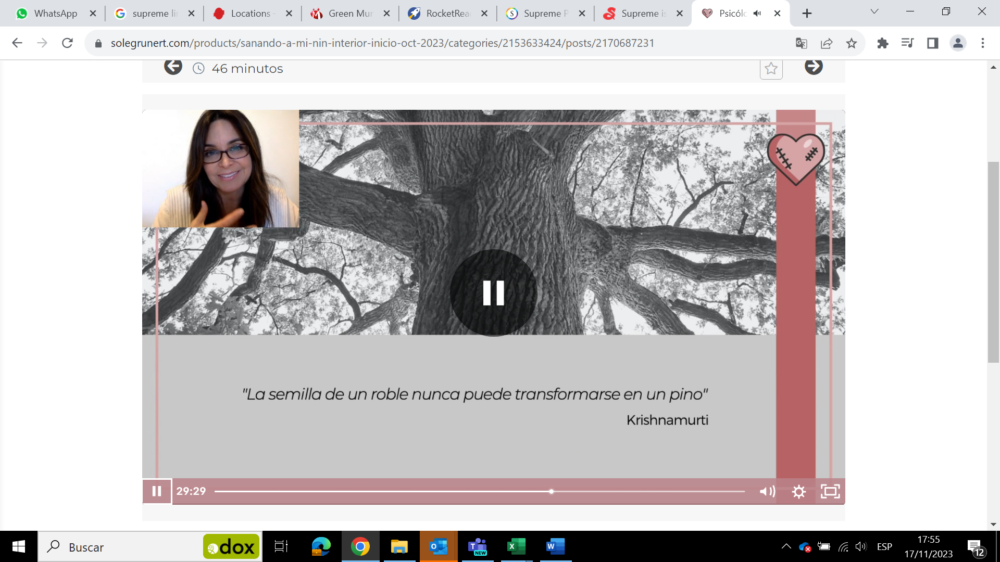 WhatsApp
supreme li
Locations -
Green Mur
RocketRea
Supreme P
Supreme is
Psicólo
solegrunert.com/products/sanando-a-mi-nin-interior-inicio-oct-2023/categories/2153633424/posts/2170687231
46 minutos
"La semilla de un roble nunca puede transformarse en un pino"
Krishnamurti
29:29
Buscar
dox
NEW
ESP
17:55
17/11/2023
12